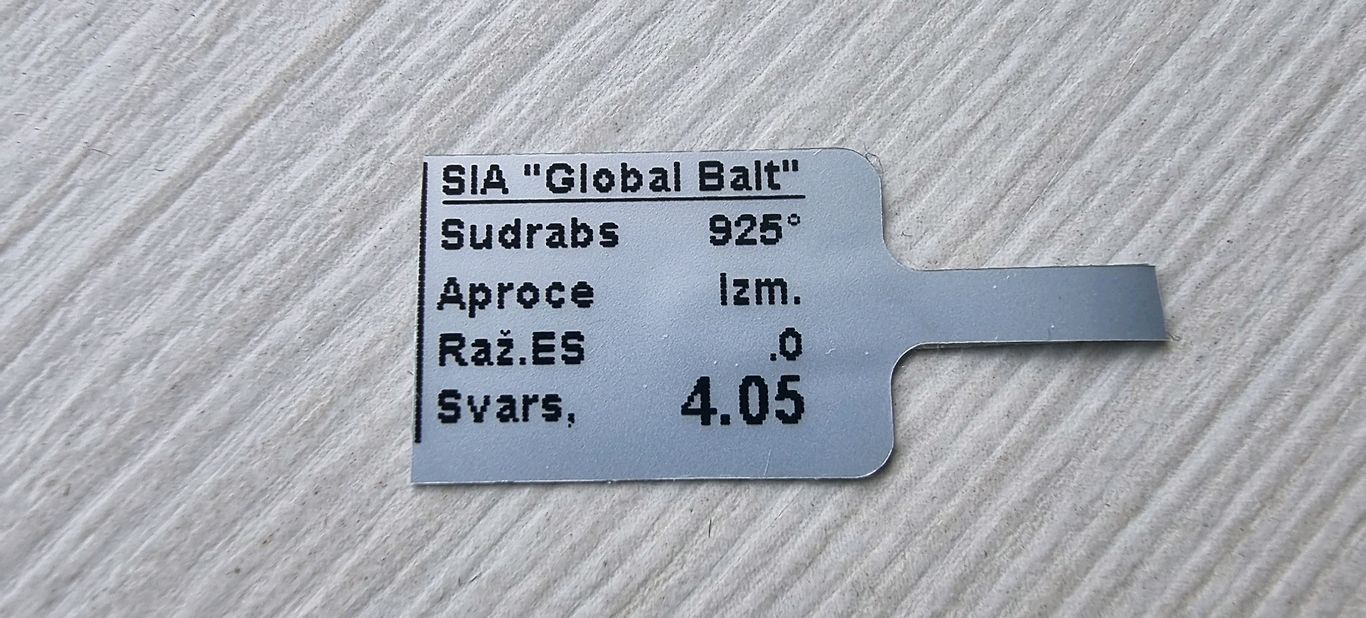 SIA "Global Balt"
Sudrabs 925°
Aproce Izm.
Raž.ES .0
Svars, 4.05